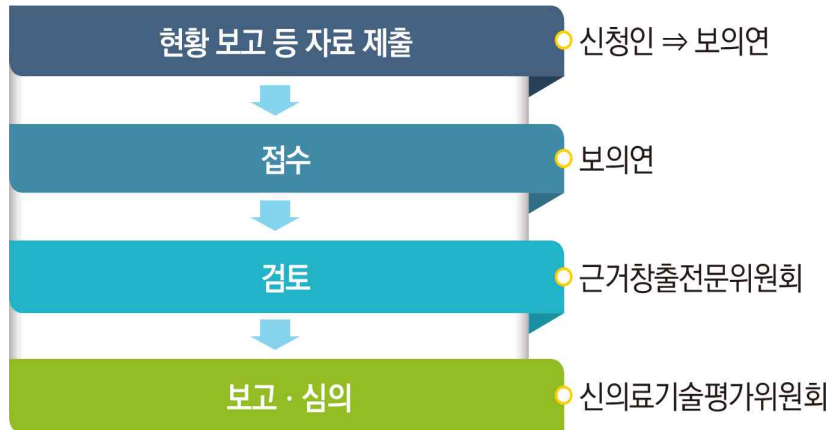 현황 보고 등 자료 제출
신청인 ⇒ 보의연
접수
보의연
검토
근거창출전문위원회
보고 · 심의
신의료기술평가위원회